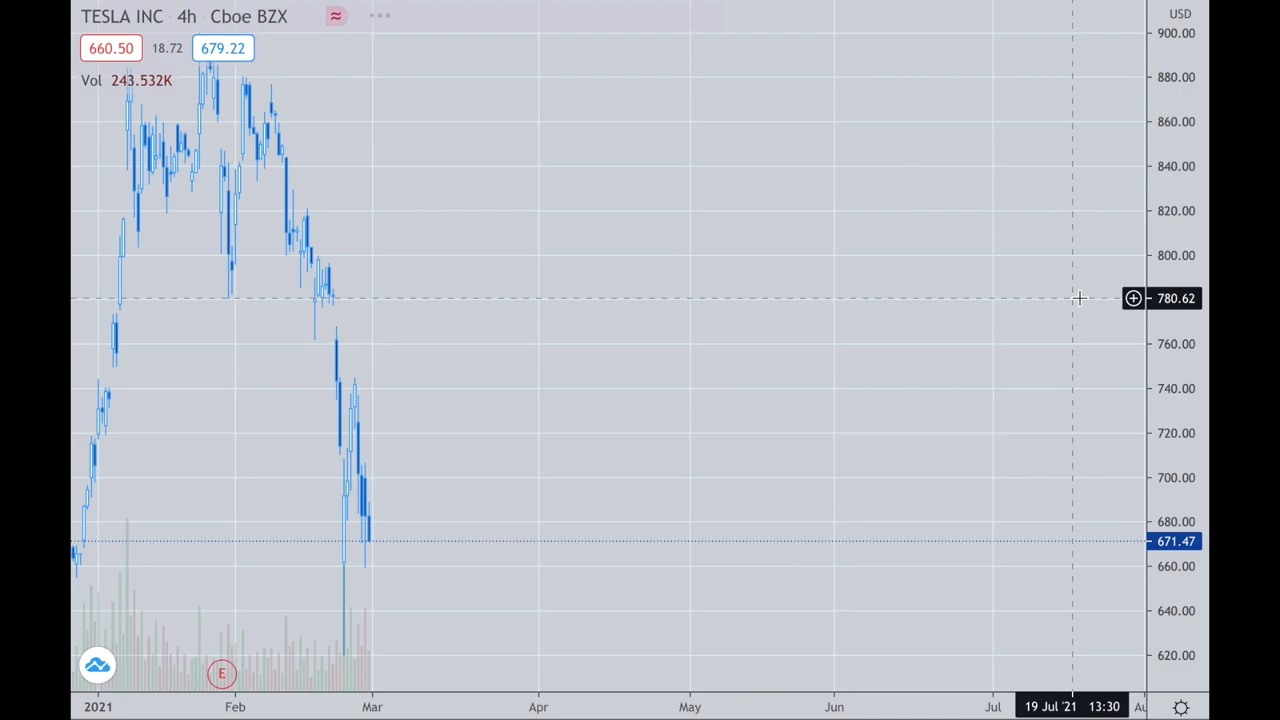 TESLA INC · 4h · Cboe BZX
660.50 18.72 679.22
Vol 243.532K
USD
900.00
880.00
860.00
840.00
820.00
800.00
780.62
760.00
740.00
720.00
700.00
680.00
671.47
660.00
640.00
620.00
E
2021 Feb Mar Apr May Jun Jul 19 Jul '21 13:30 Au